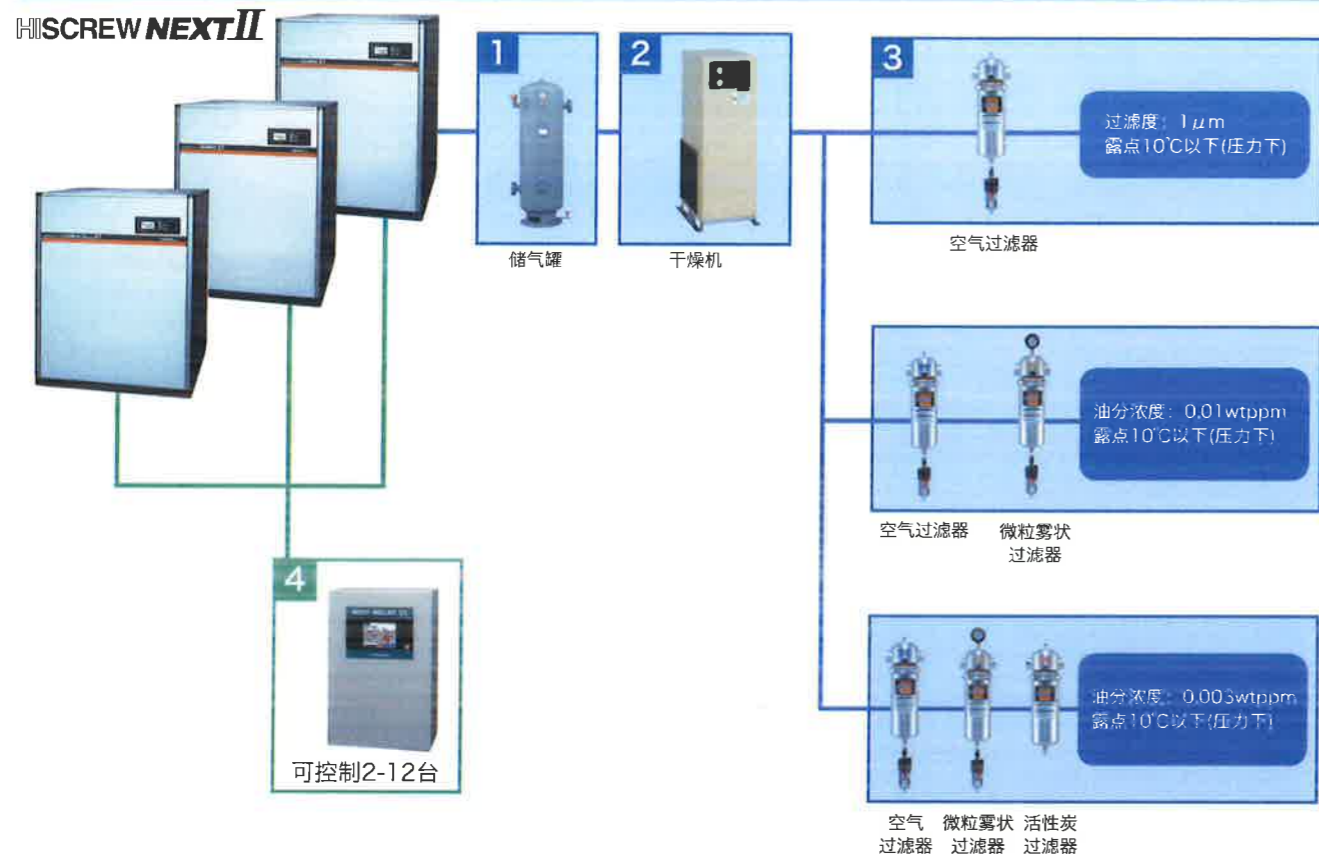 HISCREW NEXTII
1
2
3
过滤度：1μm
露点10℃以下(压力下)
储气罐
干燥机
空气过滤器
油分浓度：0.01wtppm
露点10℃以下(压力下)
空气过滤器
微粒雾状
过滤器
4
可控制2-12台
油分浓度：0.003wtppm
露点10℃以下(压力下)
空气
过滤器
微粒雾状
过滤器
活性炭
过滤器